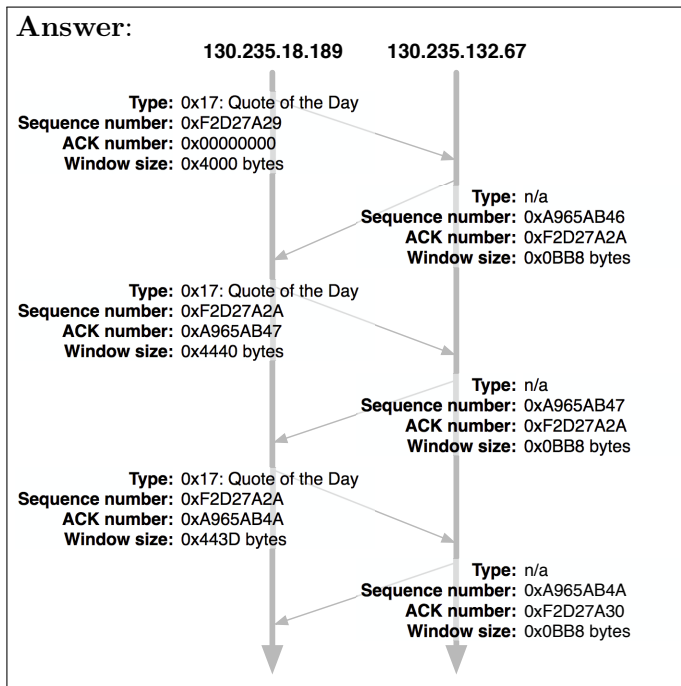 Answer:
130.235.18.189 130.235.132.67
Type: 0x17: Quote of the Day
Sequence number: 0xF2D27A29
ACK number: 0x00000000
Window size: 0x4000 bytes
Type: n/a
Sequence number: 0xA965AB46
ACK number: 0xF2D27A2A
Window size: 0x0BB8 bytes
Type: 0x17: Quote of the Day
Sequence number: 0xF2D27A2A
ACK number: 0xA965AB47
Window size: 0x4440 bytes
Type: n/a
Sequence number: 0xA965AB47
ACK number: 0xF2D27A2A
Window size: 0x0BB8 bytes
Type: 0x17: Quote of the Day
Sequence number: 0xF2D27A2A
ACK number: 0xA965AB4A
Window size: 0x443D bytes
Type: n/a
Sequence number: 0xA965AB4A
ACK number: 0xF2D27A30
Window size: 0x0BB8 bytes